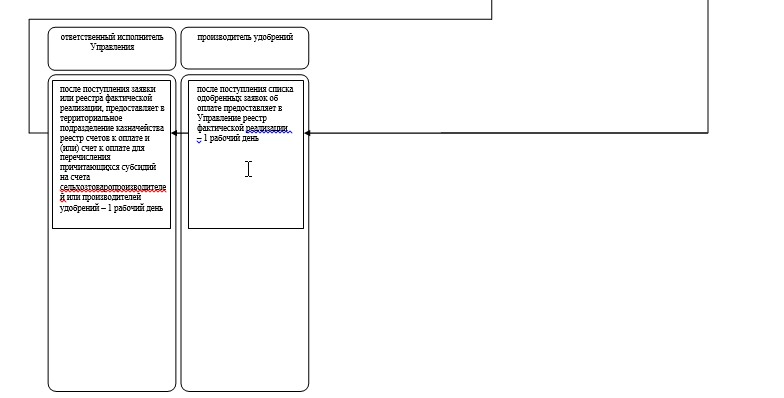 ответственный исполнитель
Управления
производитель удобрений
после поступления заявки
или реестра фактической
реализации, предоставляет в
территориальное
подразделение казначейства
реестр счетов к оплате и
(или) счет к оплате для
перечисления
причитающихся субсидий
на счета
сельхозтоваропроизводителе
й или производителей
удобрений – 1 рабочий день
после поступления списка
одобренных заявок об
оплате предоставляет в
Управление реестр
фактической реализации
– 1 рабочий день